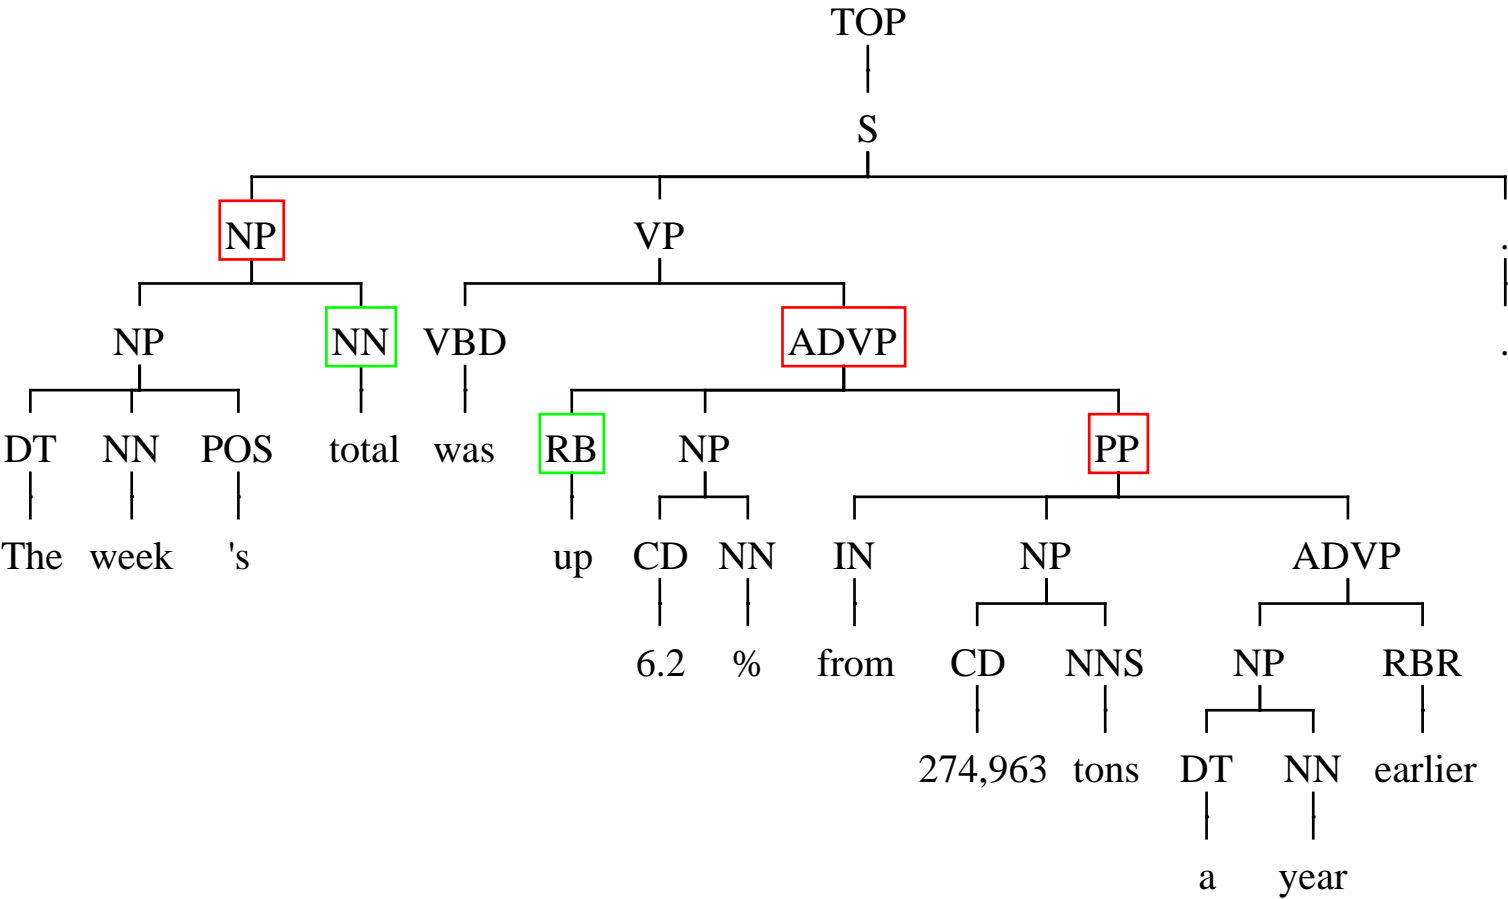 TOP
S
NP VP .
NP NN VBD ADVP .
DT NN POS total was RB NP PP
The week 's up CD NN IN NP ADVP
6.2 % from CD NNS NP RBR
274,963 tons DT NN earlier
a year